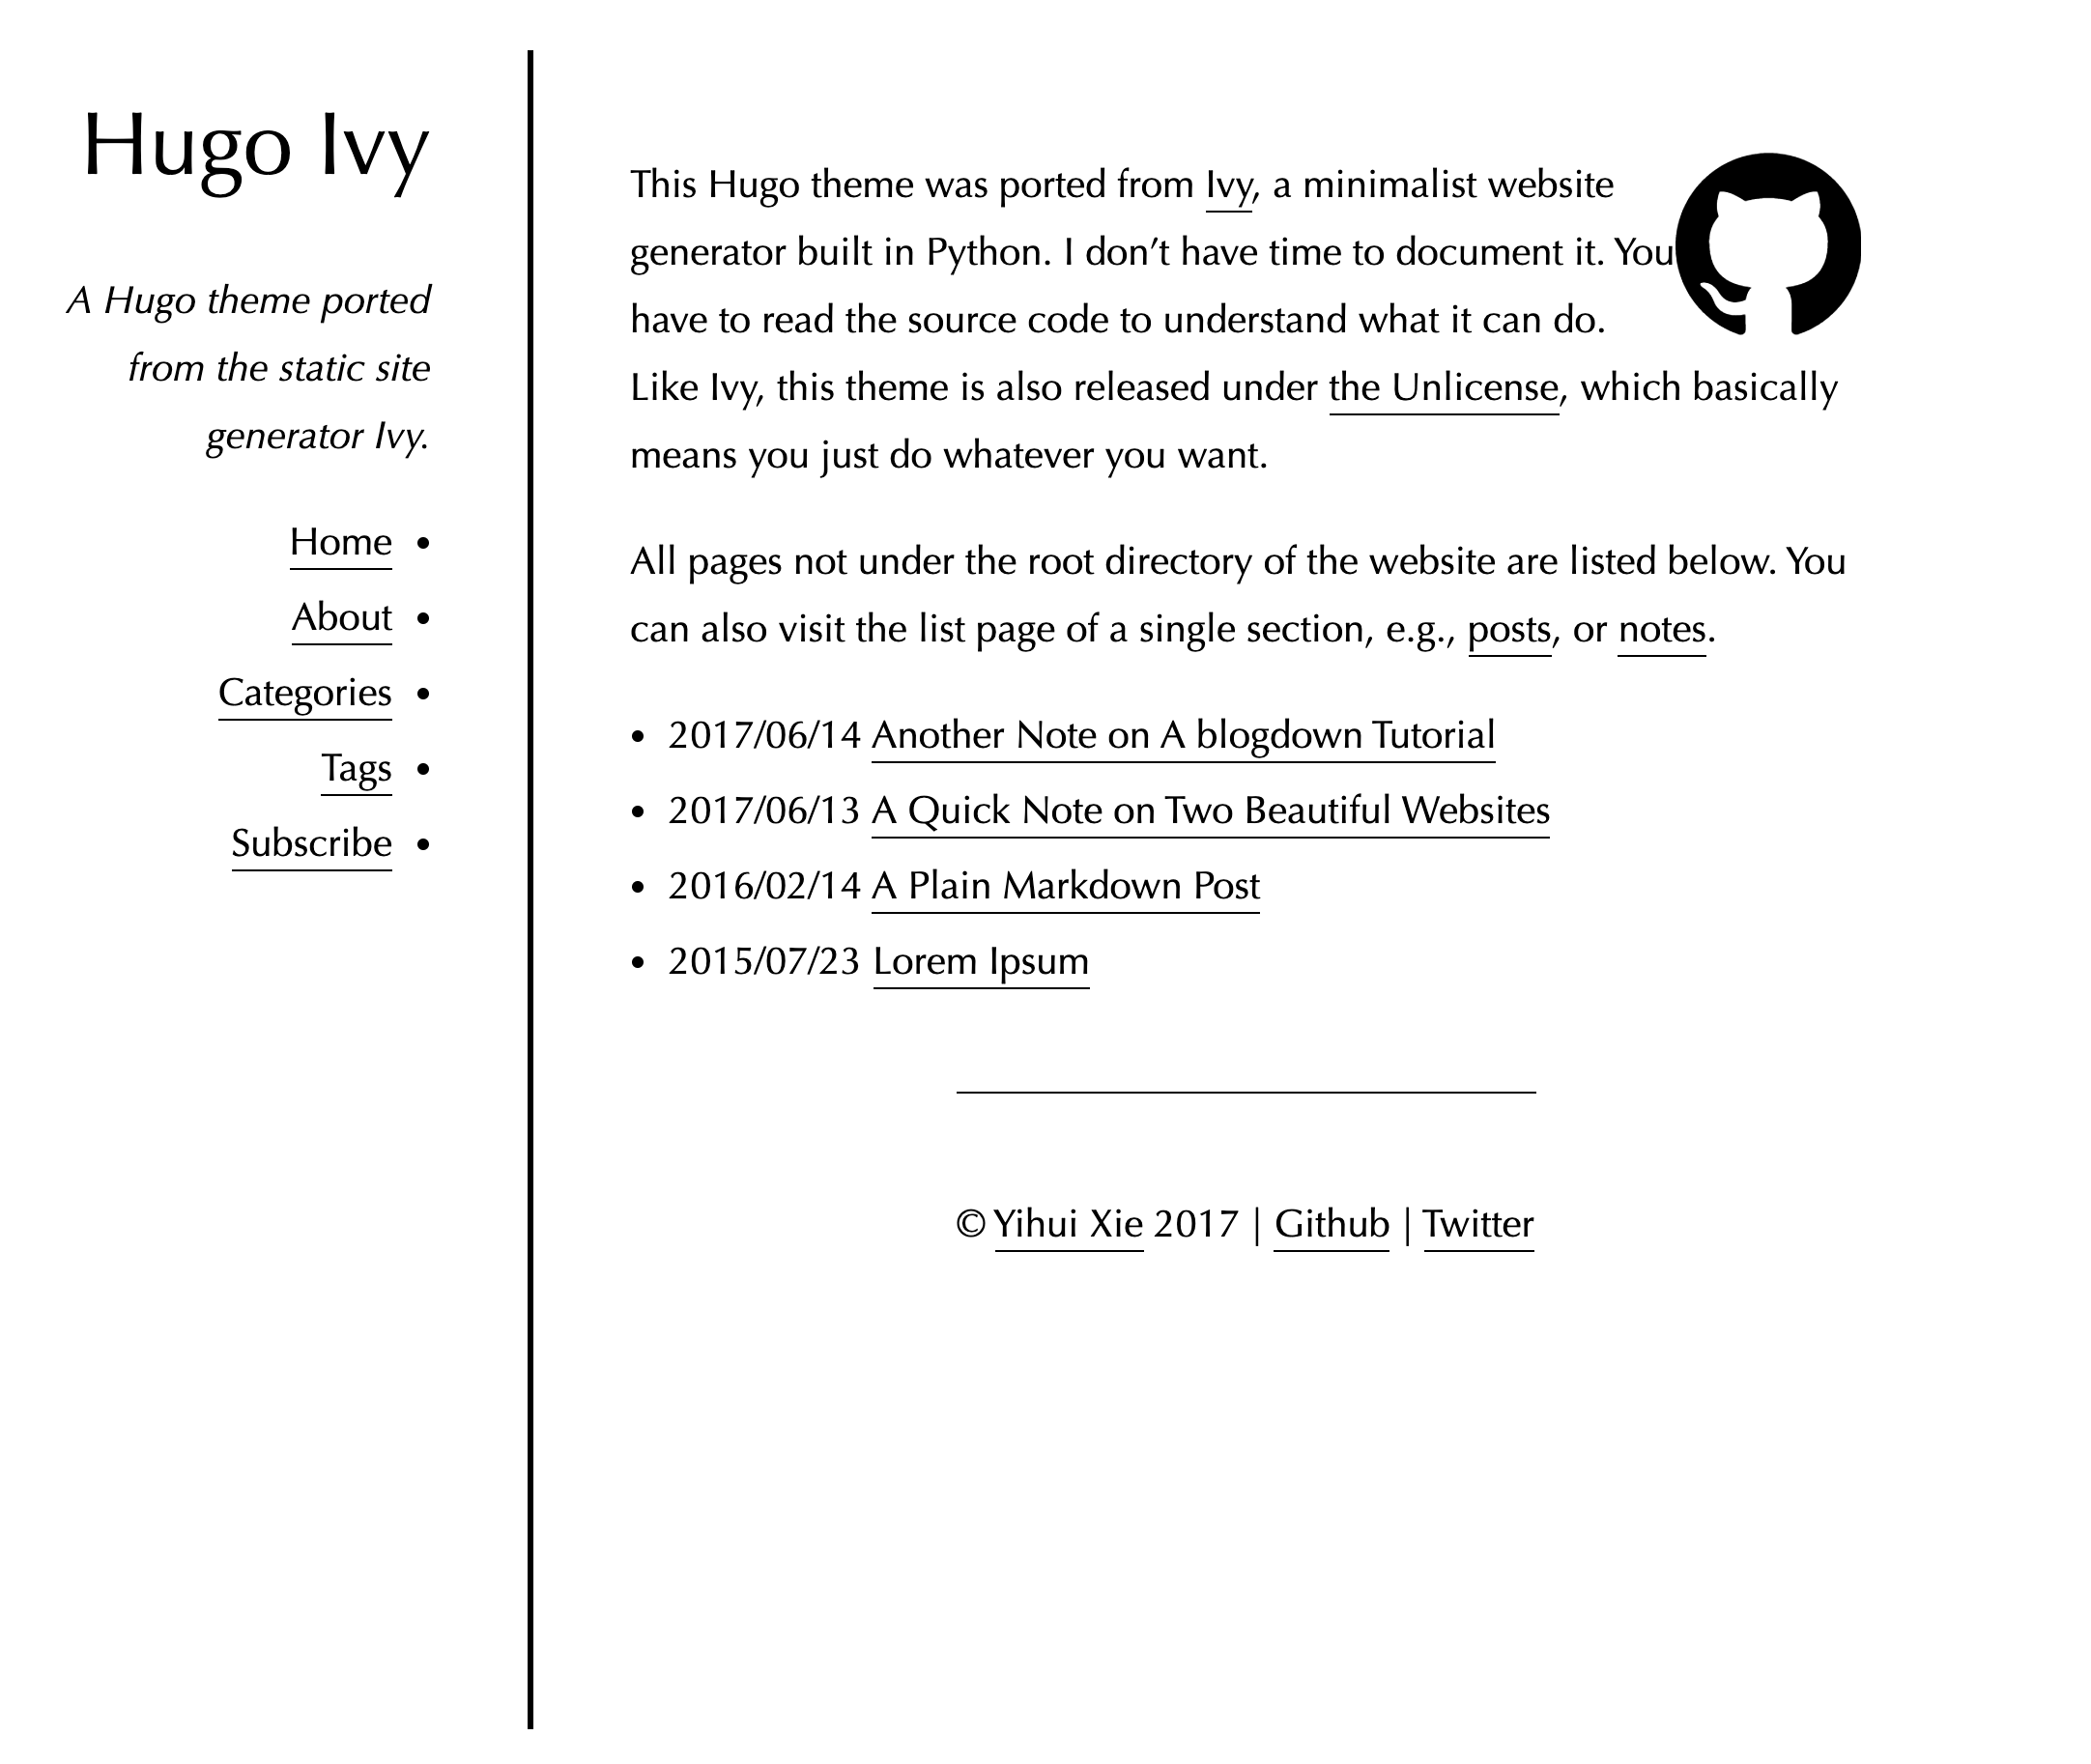 Hugo Ivy
A Hugo theme ported
from the static site
generator Ivy.
Home •
About •
Categories •
Tags •
Subscribe •
This Hugo theme was ported from Ivy, a minimalist website
generator built in Python. I don’t have time to document it. You
have to read the source code to understand what it can do.
Like Ivy, this theme is also released under the Unlicense, which basically
means you just do whatever you want.
All pages not under the root directory of the website are listed below. You
can also visit the list page of a single section, e.g., posts, or notes.
• 2017/06/14 Another Note on A blogdown Tutorial
• 2017/06/13 A Quick Note on Two Beautiful Websites
• 2016/02/14 A Plain Markdown Post
• 2015/07/23 Lorem Ipsum
© Yihui Xie 2017 | Github | Twitter